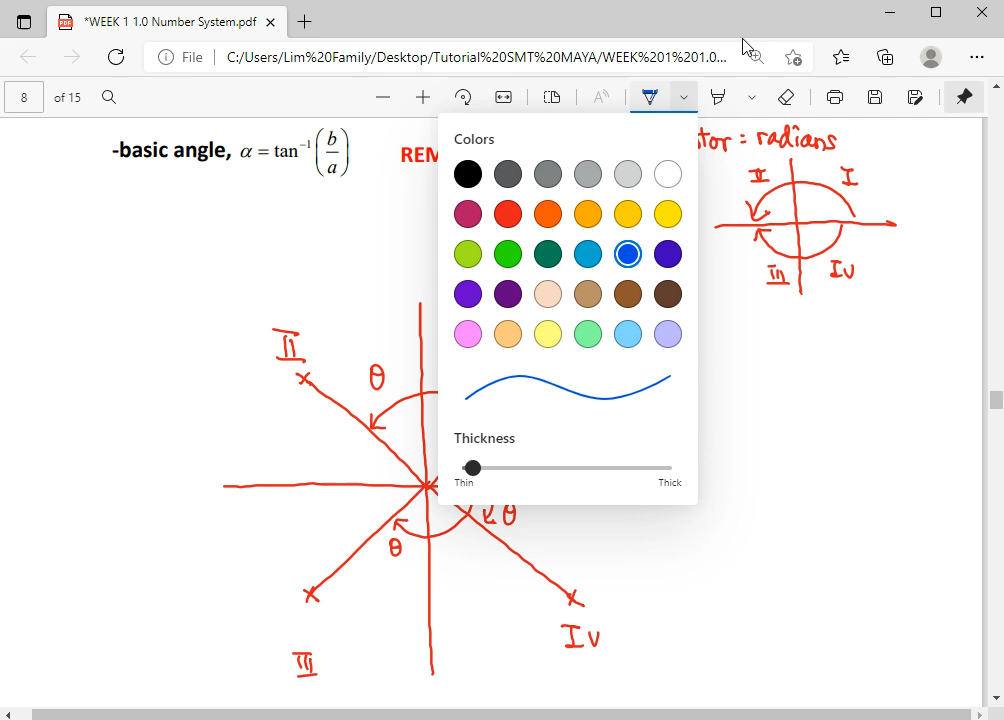 *WEEK 1 1.0 Number System.pdf
File C:/Users/Lim%20Family/Desktop/Tutorial%20SMT%20MAYA/WEEK%201%201.0...
8 of 15
-basic angle, α = tan⁻¹(b/a)
REM
tor = radians
II I
III IV
Colors
Thickness
Thin Thick
II
θ
θ
θ
IV
III